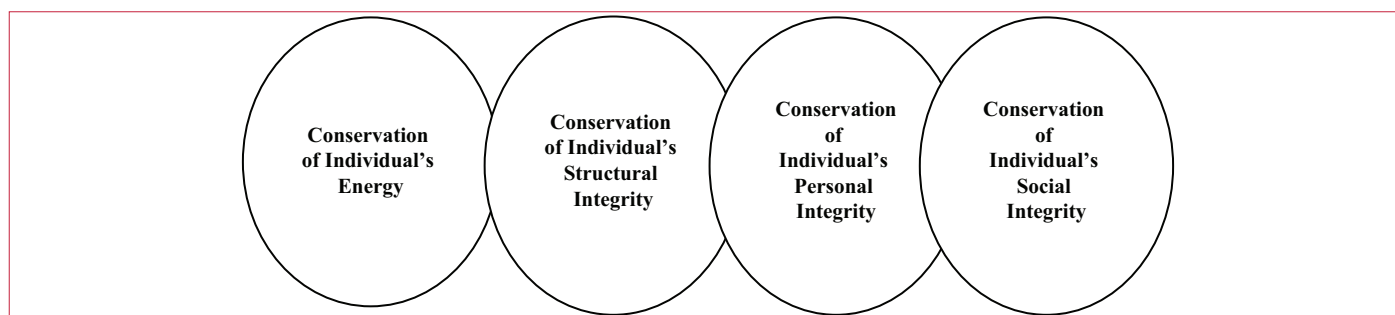 Conservation
of Individual’s
Energy
Conservation
of Individual’s
Structural
Integrity
Conservation
of
Individual’s
Personal
Integrity
Conservation
of
Individual’s
Social
Integrity